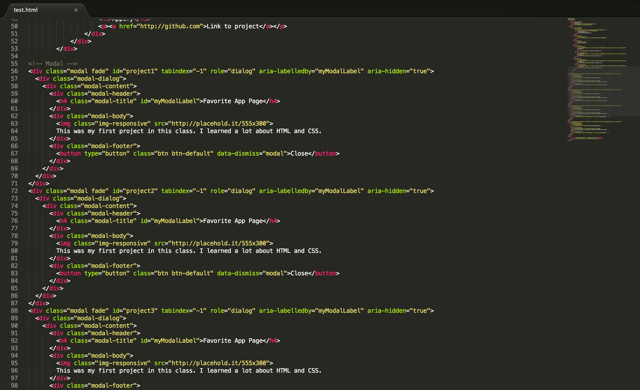 test.html ×
50 <p><a href="http://github.com">Link to project</a></p>
51 </div>
52 </div>
53 </div>
54
55 <!-- Modal -->
56 <div class="modal fade" id="project1" tabindex="-1" role="dialog" aria-labelledby="myModalLabel" aria-hidden="true">
57 <div class="modal-dialog">
58 <div class="modal-content">
59 <div class="modal-header">
60 <h4 class="modal-title" id="myModalLabel">Favorite App Page</h4>
61 </div>
62 <div class="modal-body">
63 <img class="img-responsive" src="http://placehold.it/555x300">
64 This was my first project in this class. I learned a lot about HTML and CSS.
65 </div>
66 <div class="modal-footer">
67 <button type="button" class="btn btn-default" data-dismiss="modal">Close</button>
68 </div>
69 </div>
70 </div>
71 </div>
72 <div class="modal fade" id="project2" tabindex="-1" role="dialog" aria-labelledby="myModalLabel" aria-hidden="true">
73 <div class="modal-dialog">
74 <div class="modal-content">
75 <div class="modal-header">
76 <h4 class="modal-title" id="myModalLabel">Favorite App Page</h4>
77 </div>
78 <div class="modal-body">
79 <img class="img-responsive" src="http://placehold.it/555x300">
80 This was my first project in this class. I learned a lot about HTML and CSS.
81 </div>
82 <div class="modal-footer">
83 <button type="button" class="btn btn-default" data-dismiss="modal">Close</button>
84 </div>
85 </div>
86 </div>
87 </div>
88 <div class="modal fade" id="project3" tabindex="-1" role="dialog" aria-labelledby="myModalLabel" aria-hidden="true">
89 <div class="modal-dialog">
90 <div class="modal-content">
91 <div class="modal-header">
92 <h4 class="modal-title" id="myModalLabel">Favorite App Page</h4>
93 </div>
94 <div class="modal-body">
95 <img class="img-responsive" src="http://placehold.it/555x300">
96 This was my first project in this class. I learned a lot about HTML and CSS.
97 </div>
98 <div class="modal-footer">